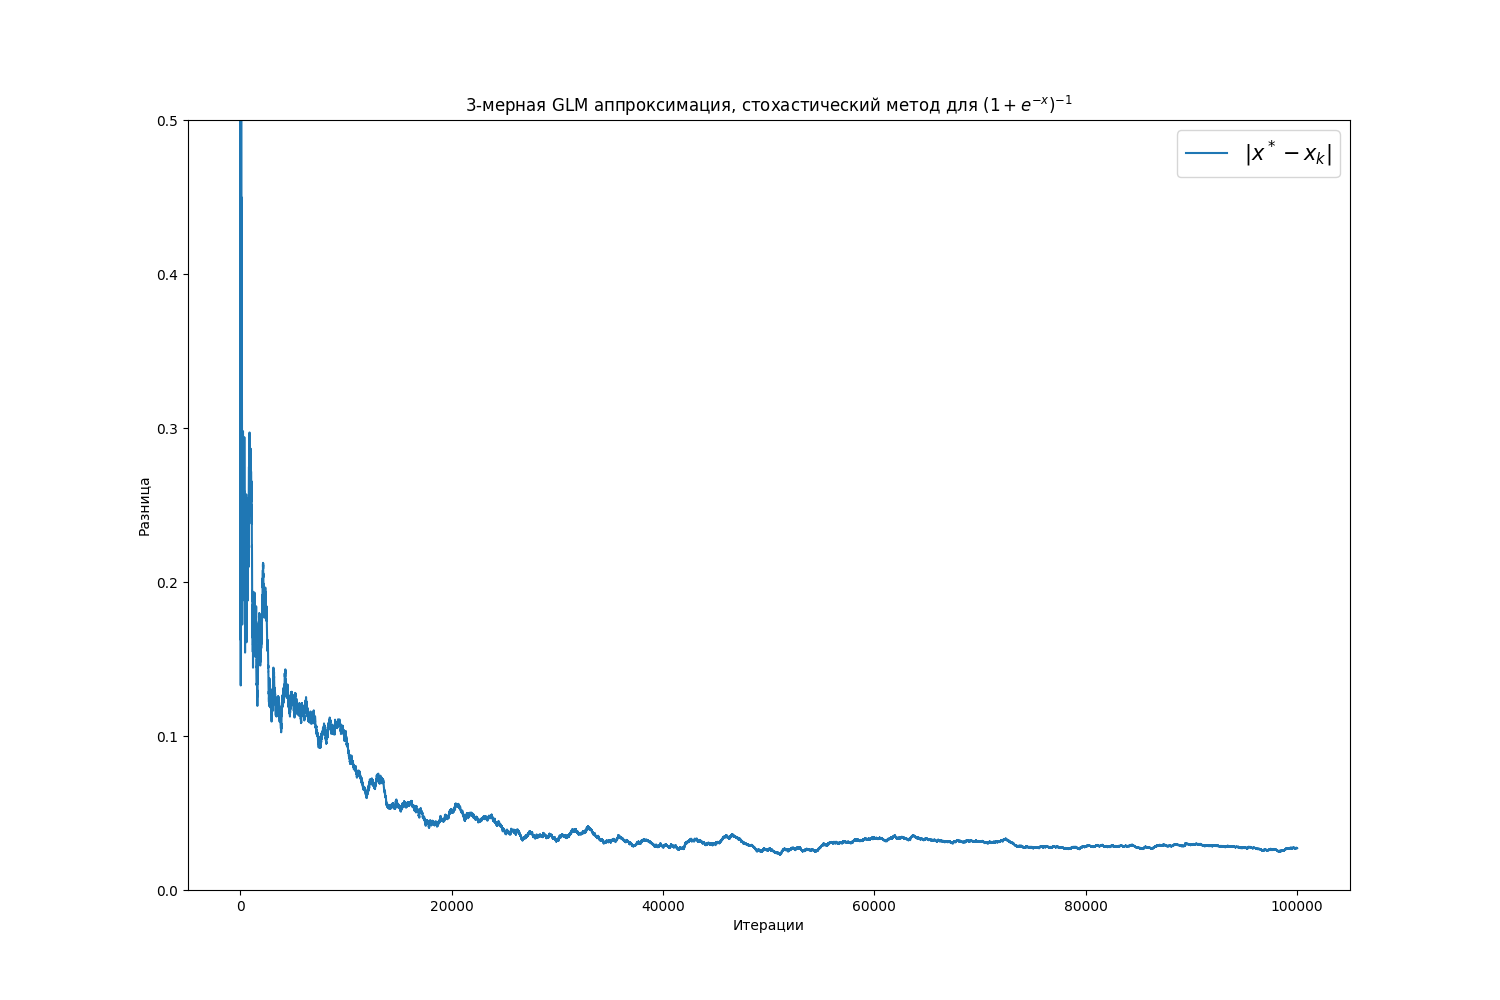 3-мерная GLM аппроксимация, стохастический метод для $(1 + e^{-x})^{-1}$
$|x^* - x_k|$
0.5
0.4
0.3
0.2
0.1
0.0
Разница
0 20000 40000 60000 80000 100000
Итерации